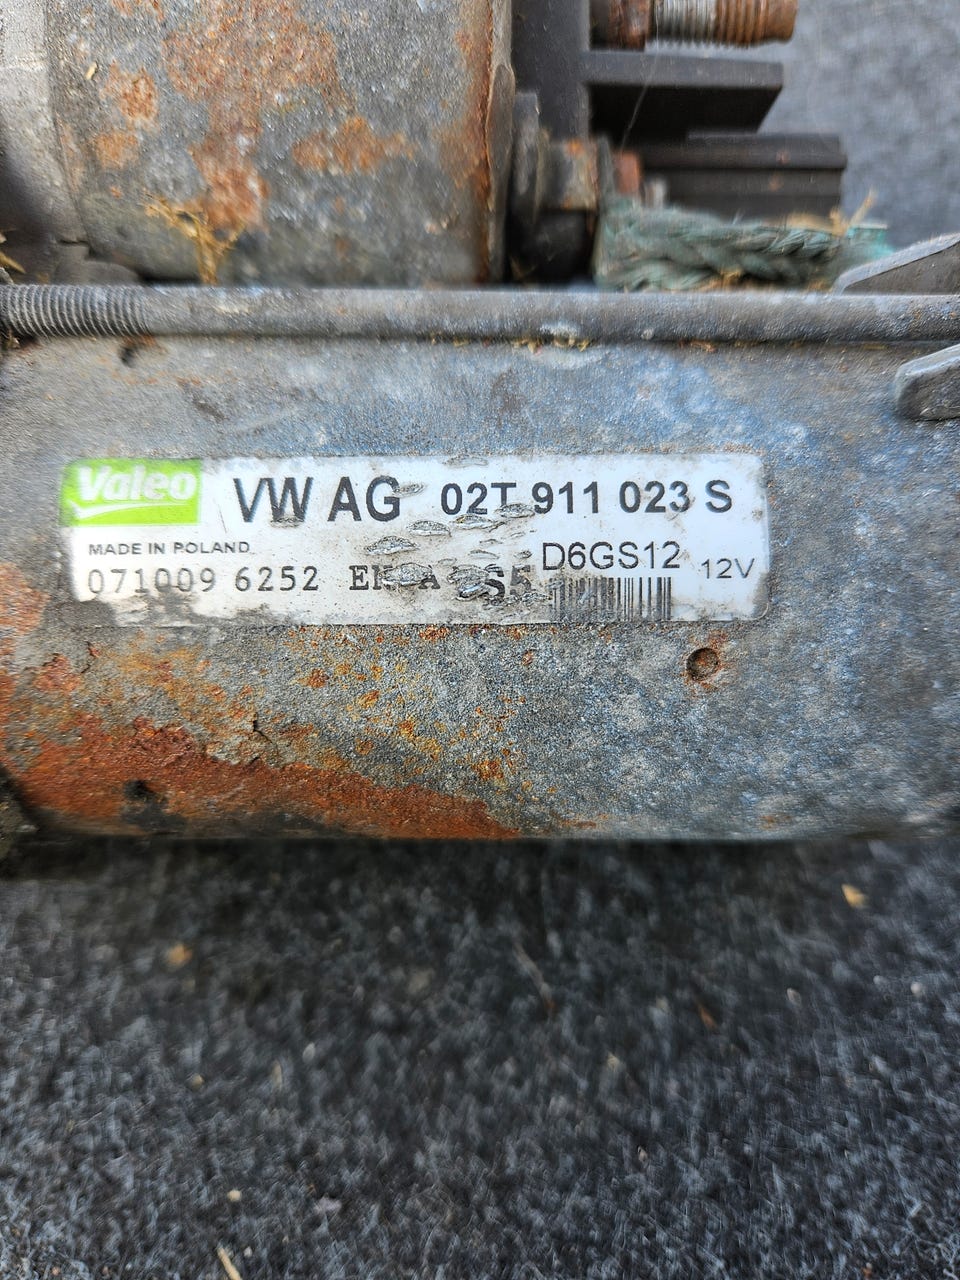 Valeo VW AG 02T 911 023 S
MADE IN POLAND D6GS12 12V
071009 6252